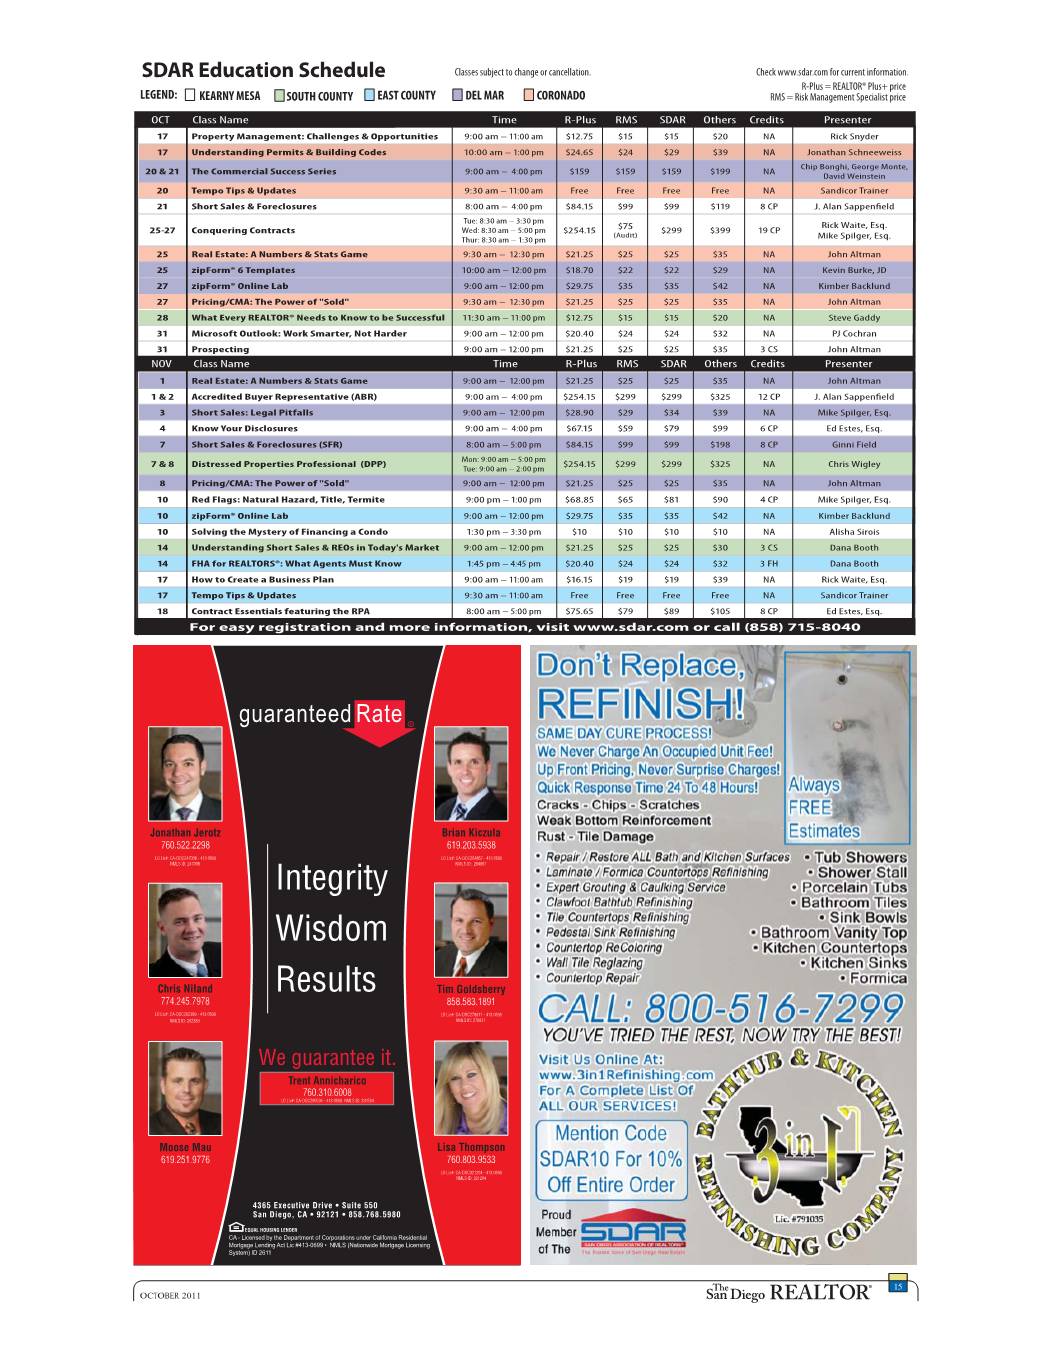 SDAR Education Schedule
Classes subject to change or cancellation.
Check www.sdar.com for current information.
R-Plus = REALTOR® Plus+ price
RMS = Risk Management Specialist price
LEGEND: KEARNY MESA SOUTH COUNTY EAST COUNTY DEL MAR CORONADO
OCT Class Name Time R-Plus RMS SDAR Others Credits Presenter
17 Property Management: Challenges & Opportunities 9:00 am – 11:00 am $12.75 $15 $15 $20 NA Rick Snyder
17 Understanding Permits & Building Codes 10:00 am – 1:00 pm $24.65 $24 $29 $39 NA Jonathan Schneeweiss
20 & 21 The Commercial Success Series 9:00 am – 4:00 pm $159 $159 $159 $199 NA Chip Bonghi, George Monte,
David Weinstein
20 Tempo Tips & Updates 9:30 am – 11:00 am Free Free Free Free NA Sandicor Trainer
21 Short Sales & Foreclosures 8:00 am – 4:00 pm $84.15 $99 $99 $119 8 CP J. Alan Sappenfield
25-27 Conquering Contracts Tue: 8:30 am – 3:30 pm
Wed: 8:30 am – 5:00 pm
Thur: 8:30 am – 1:30 pm $254.15 $75
(Audit) $299 $399 19 CP Rick Waite, Esq.
Mike Spilger, Esq.
25 Real Estate: A Numbers & Stats Game 9:30 am – 12:30 pm $21.25 $25 $25 $35 NA John Altman
25 zipForm® 6 Templates 10:00 am – 12:00 pm $18.70 $22 $22 $29 NA Kevin Burke, JD
27 zipForm® Online Lab 9:00 am – 12:00 pm $29.75 $35 $35 $42 NA Kimber Backlund
27 Pricing/CMA: The Power of "Sold" 9:30 am – 12:30 pm $21.25 $25 $25 $35 NA John Altman
28 What Every REALTOR® Needs to Know to be Successful 11:30 am – 11:00 pm $12.75 $15 $15 $20 NA Steve Gaddy
31 Microsoft Outlook: Work Smarter, Not Harder 9:00 am – 12:00 pm $20.40 $24 $24 $32 NA PJ Cochran
31 Prospecting 9:00 am – 12:00 pm $21.25 $25 $25 $35 3 CS John Altman
NOV Class Name Time R-Plus RMS SDAR Others Credits Presenter
1 Real Estate: A Numbers & Stats Game 9:00 am – 12:00 pm $21.25 $25 $25 $35 NA John Altman
1 & 2 Accredited Buyer Representative (ABR) 9:00 am – 4:00 pm $254.15 $299 $299 $325 12 CP J. Alan Sappenfield
3 Short Sales: Legal Pitfalls 9:00 am – 12:00 pm $28.90 $29 $34 $39 NA Mike Spilger, Esq.
4 Know Your Disclosures 9:00 am – 4:00 pm $67.15 $59 $79 $99 6 CP Ed Estes, Esq.
7 Short Sales & Foreclosures (SFR) 8:00 am – 5:00 pm $84.15 $99 $99 $198 8 CP Ginni Field
7 & 8 Distressed Properties Professional (DPP) Mon: 9:00 am – 5:00 pm
Tue: 9:00 am – 2:00 pm $254.15 $299 $299 $325 NA Chris Wigley
8 Pricing/CMA: The Power of "Sold" 9:00 am – 12:00 pm $21.25 $25 $25 $35 NA John Altman
10 Red Flags: Natural Hazard, Title, Termite 9:00 pm – 1:00 pm $68.85 $65 $81 $90 4 CP Mike Spilger, Esq.
10 zipForm® Online Lab 9:00 am – 12:00 pm $29.75 $35 $35 $42 NA Kimber Backlund
10 Solving the Mystery of Financing a Condo 1:30 pm – 3:30 pm $10 $10 $10 $10 NA Alisha Sirois
14 Understanding Short Sales & REOs in Today's Market 9:00 am – 12:00 pm $21.25 $25 $25 $30 3 CS Dana Booth
14 FHA for REALTORS®: What Agents Must Know 1:45 pm – 4:45 pm $20.40 $24 $24 $32 3 FH Dana Booth
17 How to Create a Business Plan 9:00 am – 11:00 am $16.15 $19 $19 $39 NA Rick Waite, Esq.
17 Tempo Tips & Updates 9:30 am – 11:00 am Free Free Free Free NA Sandicor Trainer
18 Contract Essentials featuring the RPA 8:00 am – 5:00 pm $75.65 $79 $89 $105 8 CP Ed Estes, Esq.
For easy registration and more information, visit www.sdar.com or call (858) 715-8040
guaranteed Rate
Jonathan Jerotz
760.522.2298
Brian Kiczula
619.203.5938
Integrity
Wisdom
Results
Chris Niland
774.245.7978
Tim Goldsberry
858.583.1891
We guarantee it.
Trent Annicharico
760.310.6008
Moose Mau
619.251.9776
Lisa Thompson
760.803.9533
4365 Executive Drive • Suite 550
San Diego, CA • 92121 • 858.768.5980
EQUAL HOUSING LENDER
CA - Licensed by the Department of Corporations under California Residential
Mortgage Lending Act Lic #413-0699 • NMLS (Nationwide Mortgage Licensing
System) ID 2611
Don't Replace,
REFINISH!
SAME DAY CURE PROCESS!
We Never Charge An Occupied Unit Fee!
Up Front Pricing, Never Surprise Charges!
Quick Response Time 24 To 48 Hours!
Cracks - Chips - Scratches
Weak Bottom Reinforcement
Rust - Tile Damage
Always
FREE
Estimates
• Repair / Restore ALL Bath and Kitchen Surfaces
• Laminate / Formica Countertops Refinishing
• Expert Grouting & Caulking Service
• Clawfoot Bathtub Refinishing
• Tile Countertops Refinishing
• Pedestal Sink Refinishing
• Countertop ReColoring
• Wall Tile Reglazing
• Countertop Repair
• Tub Showers
• Shower Stall
• Porcelain Tubs
• Bathroom Tiles
• Sink Bowls
• Bathroom Vanity Top
• Kitchen Countertops
• Kitchen Sinks
• Formica
CALL: 800-516-7299
YOU'VE TRIED THE REST, NOW TRY THE BEST!
Visit Us Online At:
www.3in1Refinishing.com
For A Complete List Of
ALL OUR SERVICES!
Mention Code
SDAR10 For 10%
Off Entire Order
Proud
Member
of The
SDAR
SAN DIEGO ASSOCIATION OF REALTORS®
The Trusted Voice of San Diego Real Estate
BATHTUB & KITCHEN
3 in 1
Lic. #791035
REFINISHING COMPANY
OCTOBER 2011
The San Diego REALTOR®
15